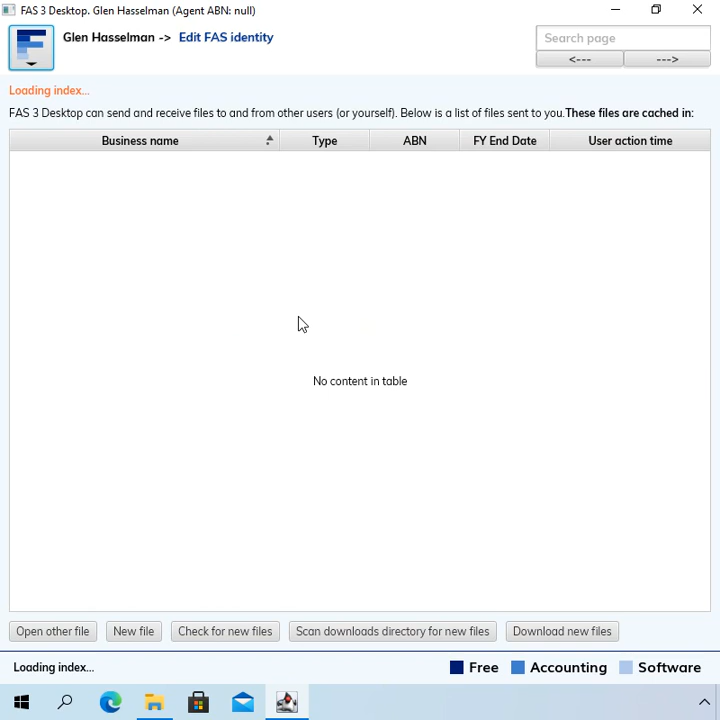 FAS 3 Desktop. Glen Hasselman (Agent ABN: null)
Glen Hasselman -> Edit FAS identity
Search page
<--- --->
Loading index...
FAS 3 Desktop can send and receive files to and from other users (or yourself). Below is a list of files sent to you.These files are cached in:
Business name Type ABN FY End Date User action time
No content in table
Open other file New file Check for new files Scan downloads directory for new files Download new files
Loading index... Free Accounting Software